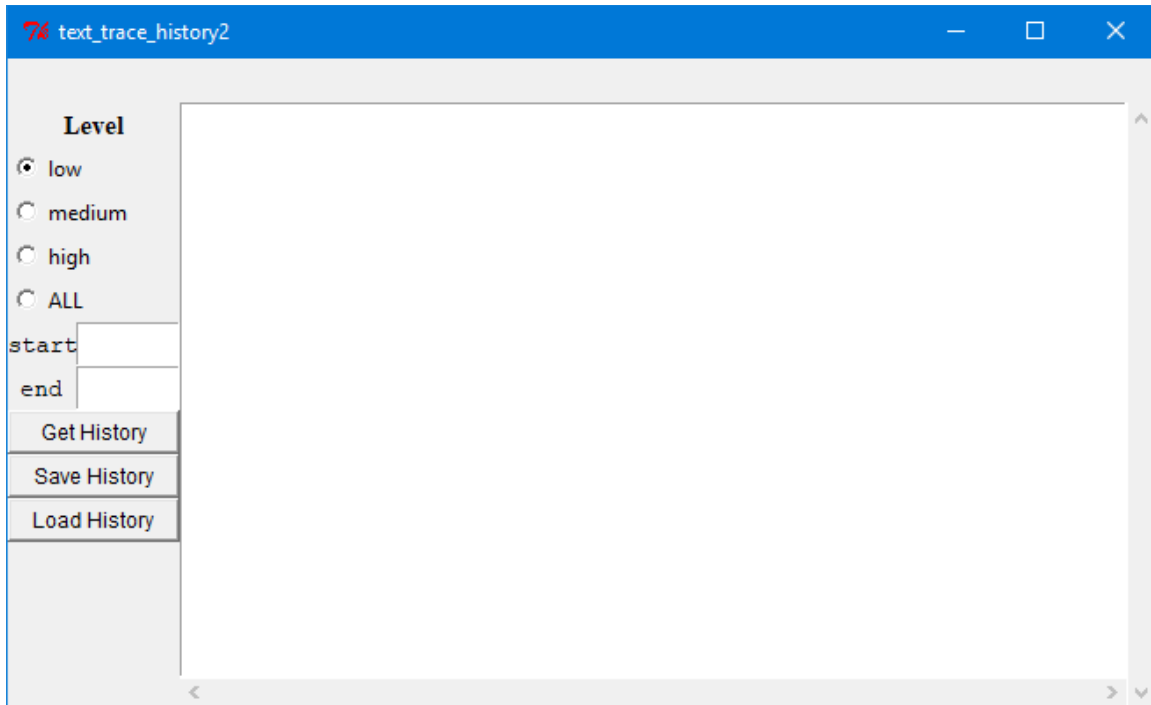 text_trace_history2
Level
low
medium
high
ALL
start
end
Get History
Save History
Load History